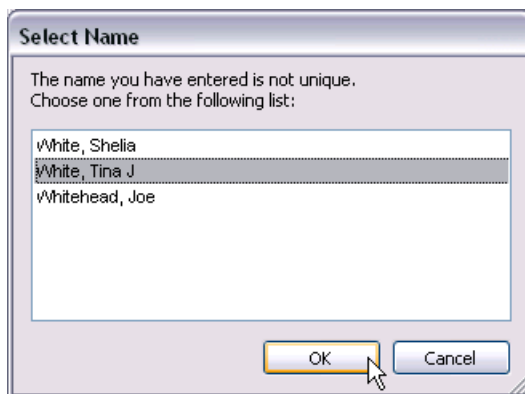 Select Name
The name you have entered is not unique.
Choose one from the following list:
White, Shelia
White, Tina J
Whitehead, Joe
OK
Cancel